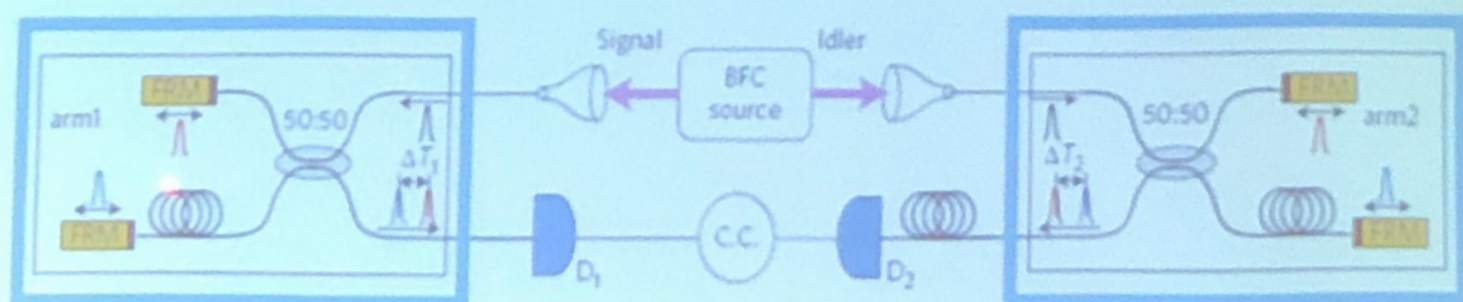 Signal
Idler
BFC
source
FRM
arm1
50:50
ΔT1
FRM
D1
C.C.
D2
50:50
ΔT2
FRM
arm2
FRM